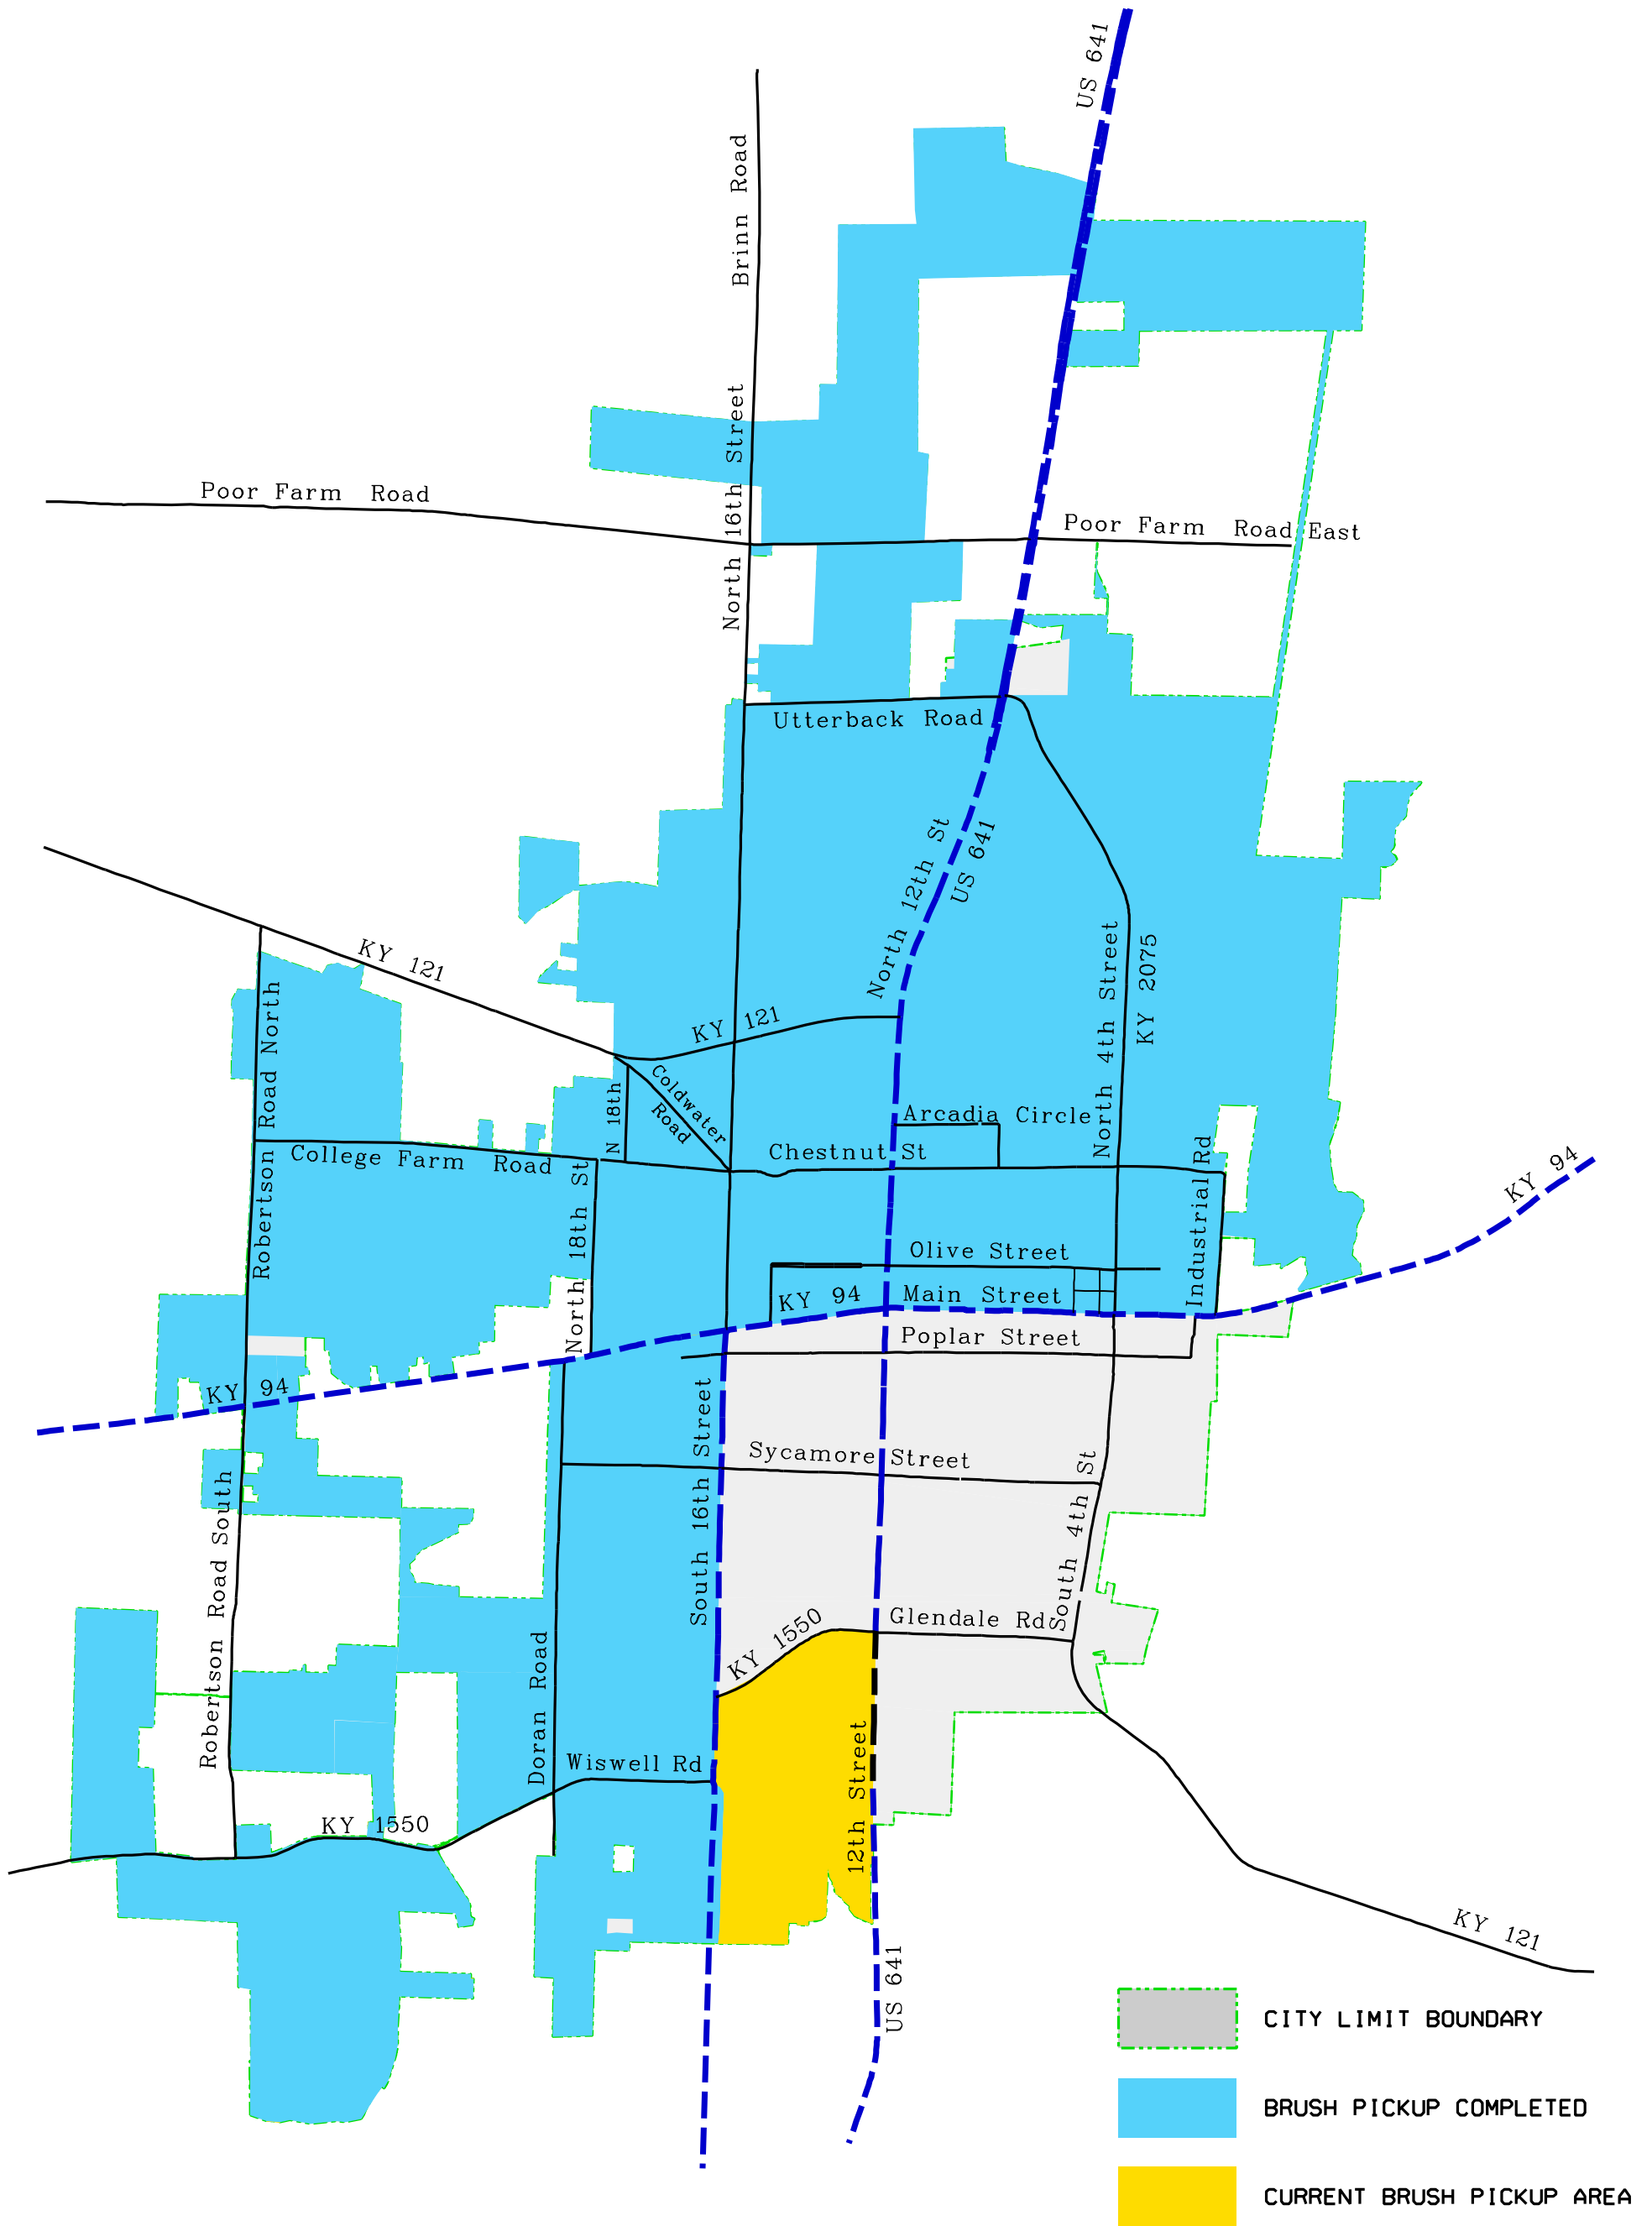 US 641
Brinn Road
North 16th Street
Poor Farm Road
Poor Farm Road East
Utterback Road
North 12th St
US 641
KY 121
KY 121
North 4th Street
KY 2075
Robertson Road North
N 18th
Coldwater
Road
Arcadia Circle
Chestnut St
College Farm Road
North 18th St
Industrial Rd
KY 94
Olive Street
KY 94
Main Street
Poplar Street
KY 94
South 16th Street
Sycamore Street
South 4th St
Robertson Road South
KY 1550
Glendale Rd
Doran Road
Wiswell Rd
12th Street
KY 1550
KY 121
US 641
CITY LIMIT BOUNDARY
BRUSH PICKUP COMPLETED
CURRENT BRUSH PICKUP AREA